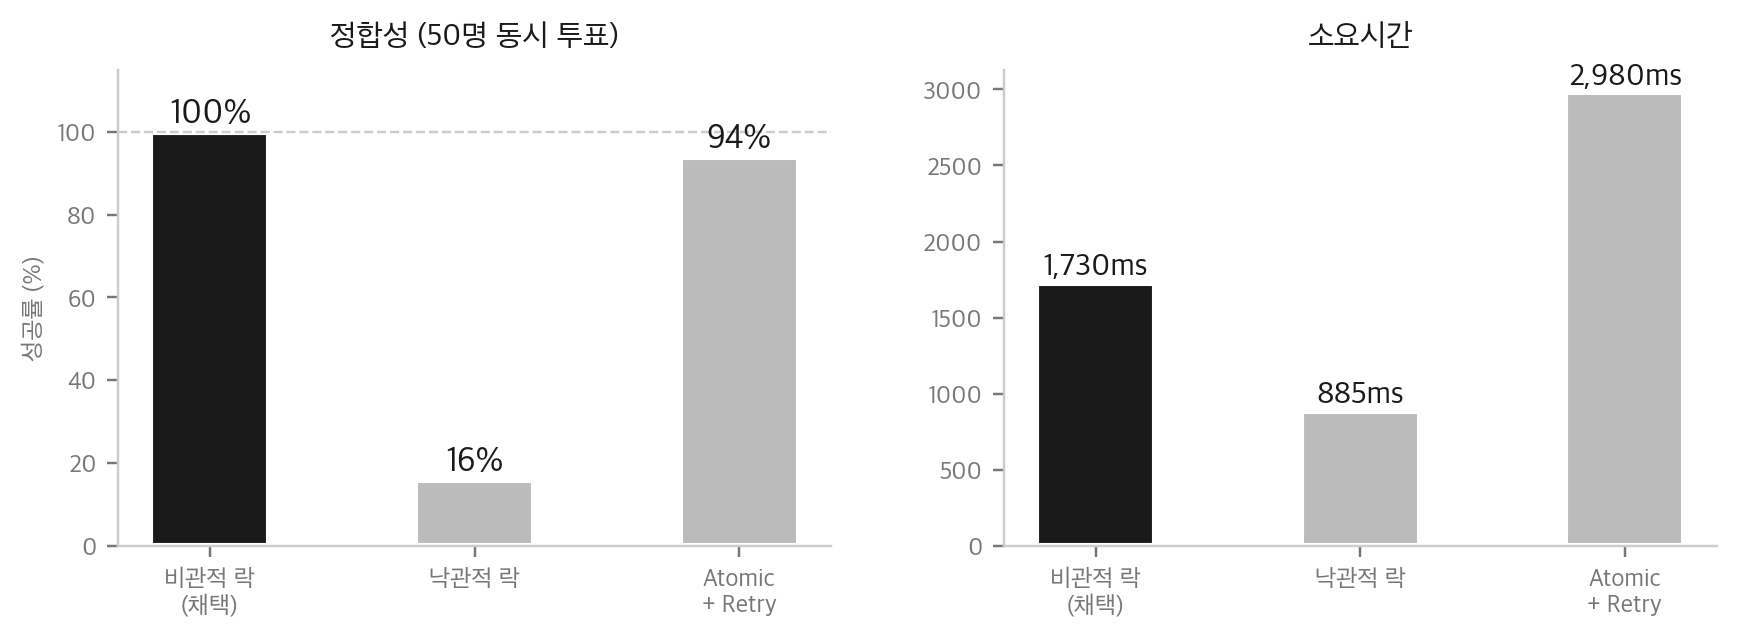 정합성 (50명 동시 투표)
성공률 (%)
100
80
60
40
20
0
100%
16%
94%
비관적 락
(채택)
낙관적 락
Atomic
+ Retry
소요시간
3000
2500
2000
1500
1000
500
0
1,730ms
885ms
2,980ms
비관적 락
(채택)
낙관적 락
Atomic
+ Retry